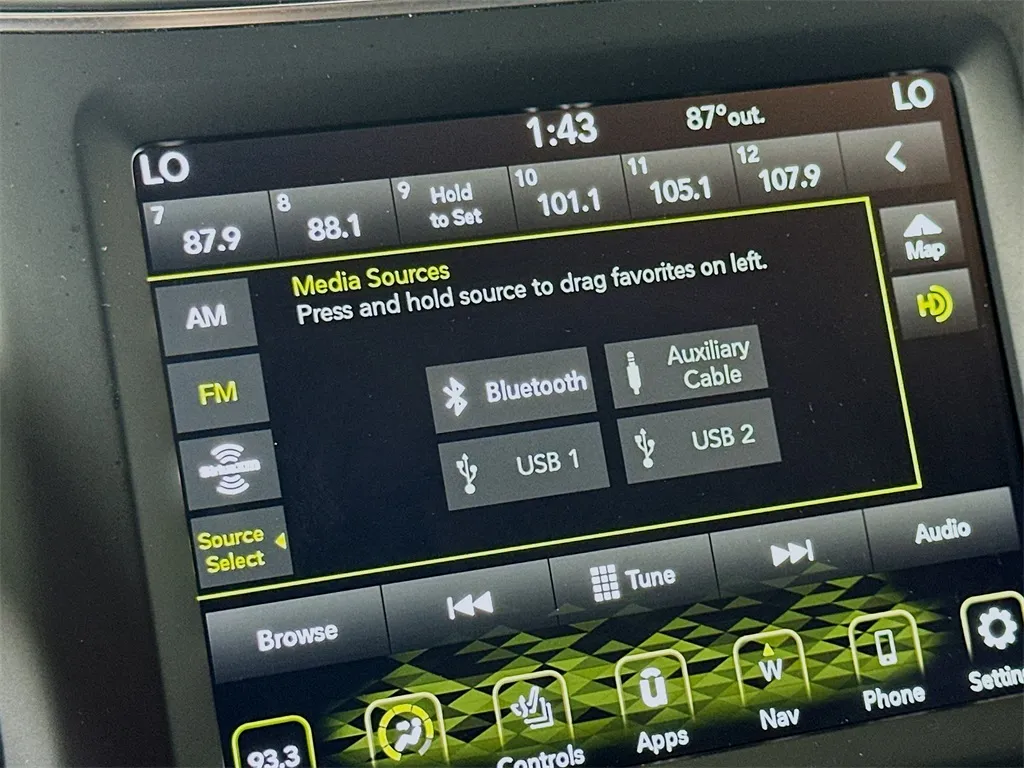 LO
1:43
87° out.
LO
7
87.9
8
88.1
9
Hold
to Set
10
101.1
11
105.1
12
107.9
Media Sources
Press and hold source to drag favorites on left.
AM
FM
Source
Select
Bluetooth
Auxiliary
Cable
USB 1
USB 2
Map
HD
Browse
Tune
Audio
93.3
Controls
Apps
W
Nav
Phone
Settin